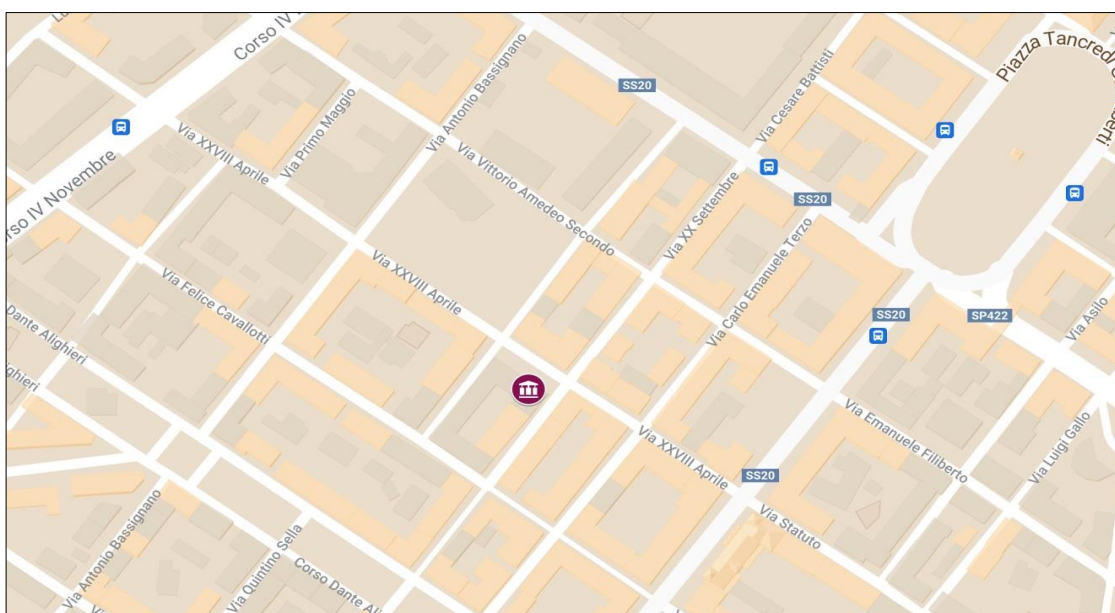 Corso IV
Piazza Tancredi
SS20
Via Cesare Battisti
Via Antonio Bassignano
Via Primo Maggio
Via XXVIII Aprile
Corso IV Novembre
Via Vittorio Amedeo Secondo
Via XX Settembre
SS20
Via Carlo Emanuele Terzo
Via XXVIII Aprile
Via Felice Cavallotti
Dante Alighieri
SS20
SP422
Via Asilo
Via Emanuele Filiberto
Via Luigi Gallo
Via XXVIII Aprile
SS20
Via Statuto
Via Antonio Bassignano
Via Quintino Sella
Corso Dante Ali